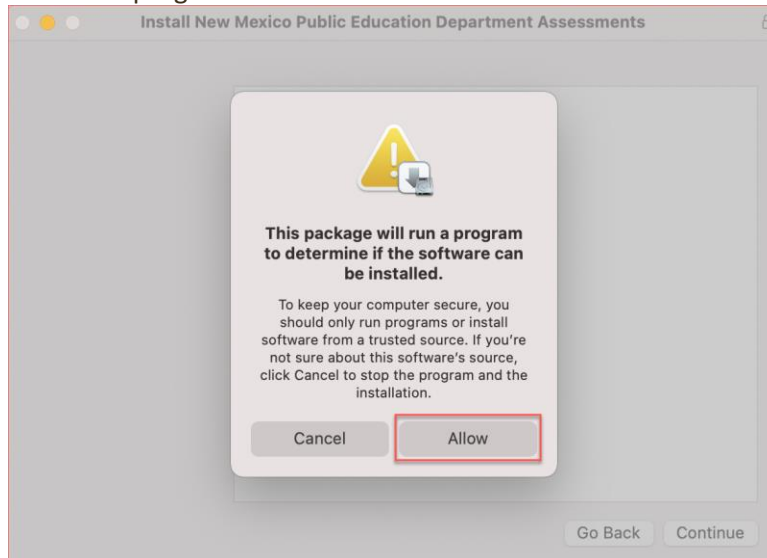 Install New Mexico Public Education Department Assessments
This package will run a program
to determine if the software can
be installed.
To keep your computer secure, you
should only run programs or install
software from a trusted source. If you're
not sure about this software's source,
click Cancel to stop the program and the
installation.
Cancel Allow
Go Back Continue